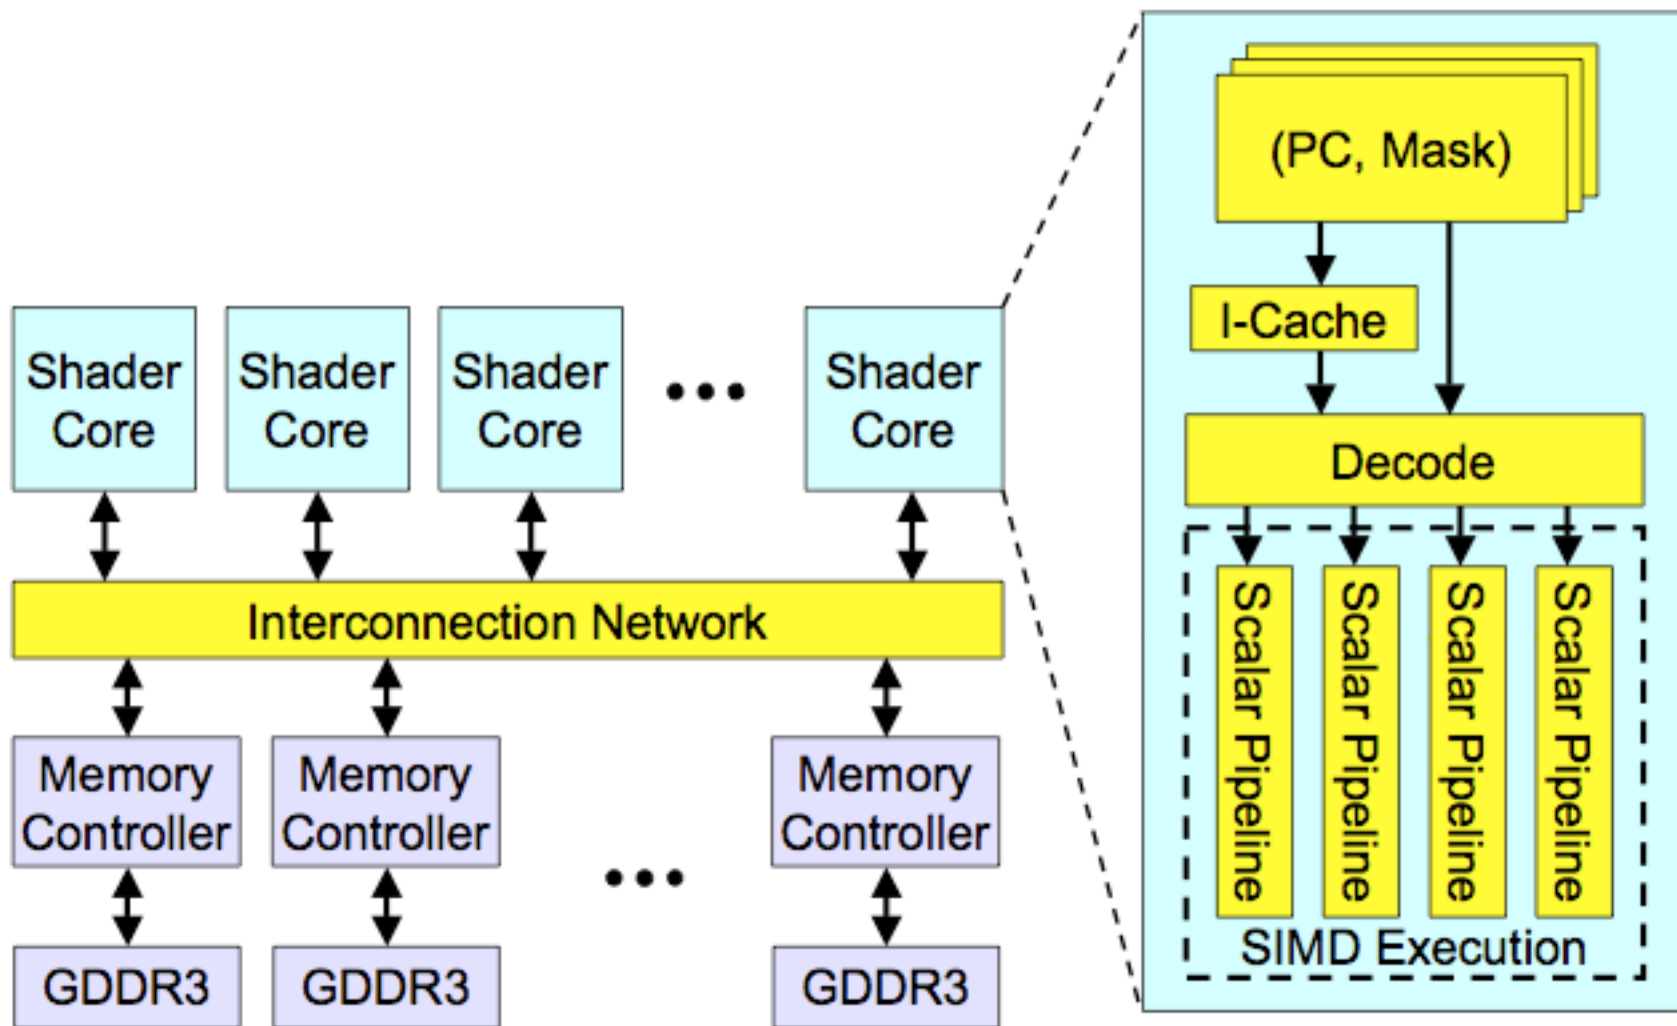 (PC, Mask)
I-Cache
Decode
Scalar Pipeline
Scalar Pipeline
Scalar Pipeline
Scalar Pipeline
SIMD Execution
Shader
Core
Shader
Core
Shader
Core
Shader
Core
Interconnection Network
Memory
Controller
Memory
Controller
Memory
Controller
GDDR3
GDDR3
GDDR3